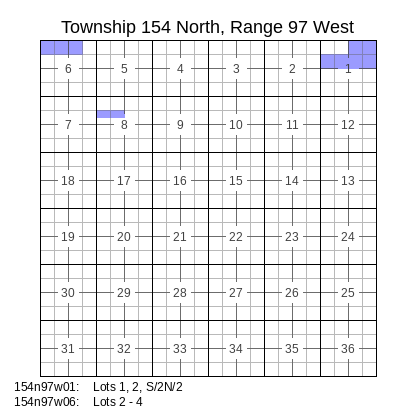 Township 154 North, Range 97 West
6 5 4 3 2 1
7 8 9 10 11 12
18 17 16 15 14 13
19 20 21 22 23 24
30 29 28 27 26 25
31 32 33 34 35 36
154n97w01: Lots 1, 2, S/2N/2
154n97w06: Lots 2 - 4